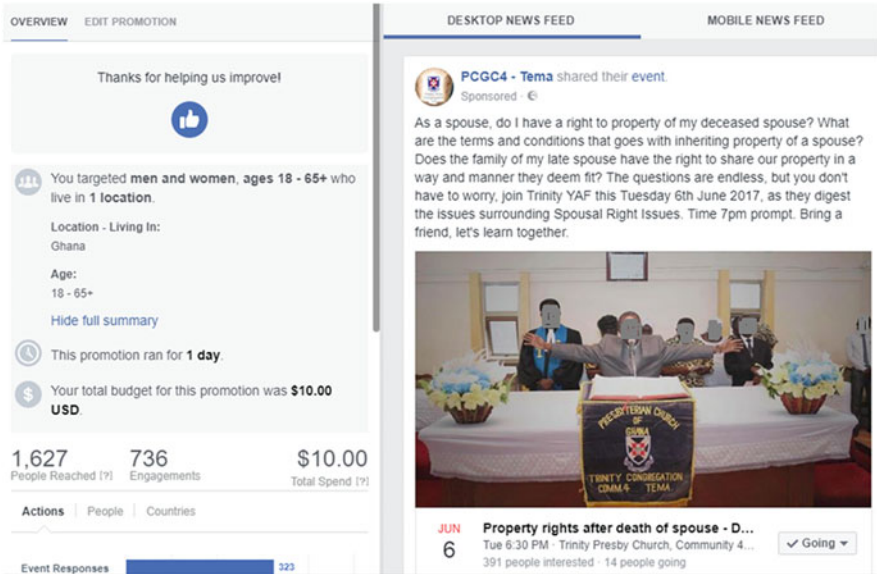 OVERVIEW EDIT PROMOTION
Thanks for helping us improve!
You targeted men and women, ages 18 - 65+ who
live in 1 location.
Location - Living In:
Ghana
Age:
18 - 65+
Hide full summary
This promotion ran for 1 day.
Your total budget for this promotion was $10.00
USD.
1,627 736 $10.00
People Reached [?] Engagements Total Spend [?]
Actions People Countries
Event Responses 323
DESKTOP NEWS FEED MOBILE NEWS FEED
PCGC4 - Tema shared their event.
Sponsored ·
As a spouse, do I have a right to property of my deceased spouse? What
are the terms and conditions that goes with inheriting property of a spouse?
Does the family of my late spouse have the right to share our property in a
way and manner they deem fit? The questions are endless, but you don't
have to worry, join Trinity YAF this Tuesday 6th June 2017, as they digest
the issues surrounding Spousal Right Issues. Time 7pm prompt. Bring a
friend, let's learn together.
PRESBYTERIAN CHURCH
OF
GHANA
TRINITY CONGREGATION
COMM.4 TEMA
JUN
6
Property rights after death of spouse - D...
Tue 6:30 PM · Trinity Presby Church, Community 4...
391 people interested · 14 people going
Going